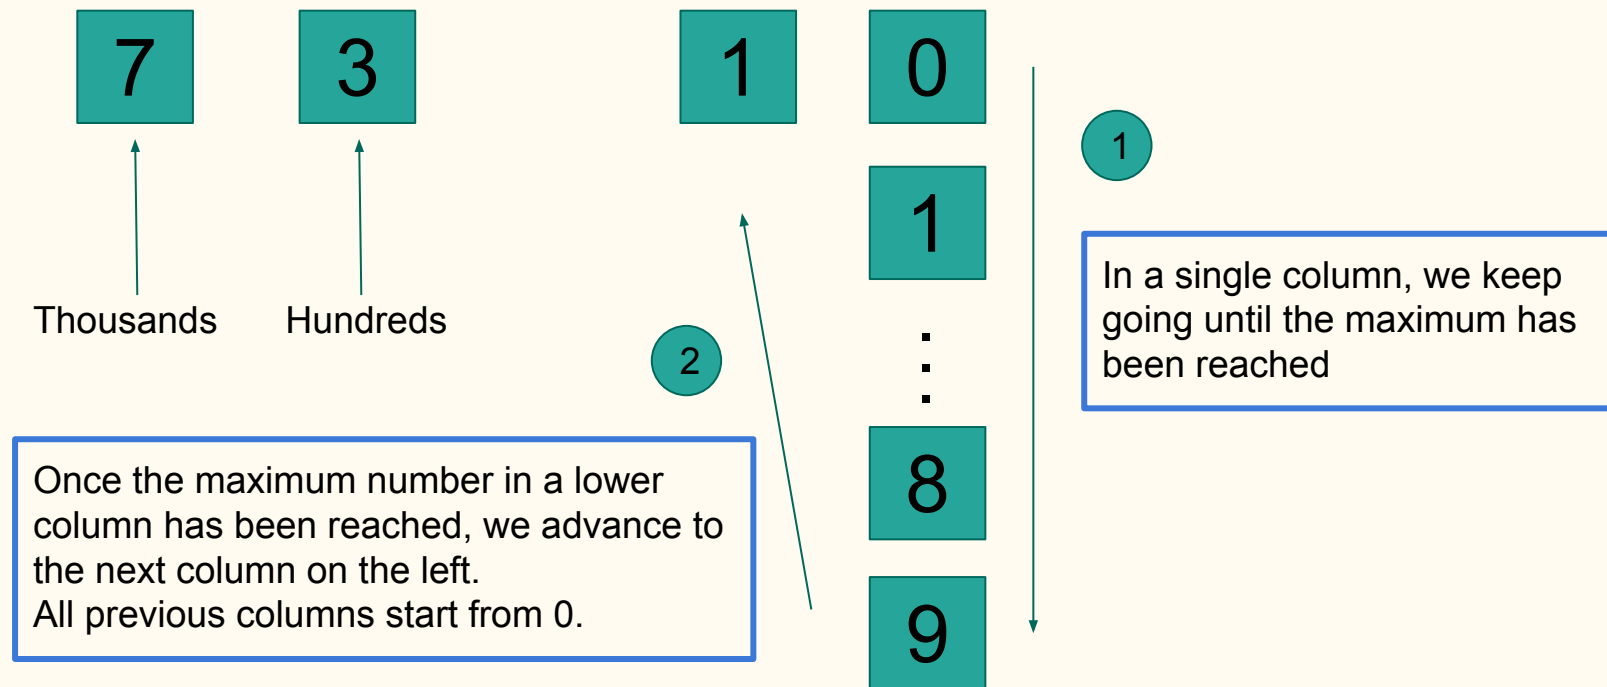 7 3 1 0
1
1
In a single column, we keep
going until the maximum has
been reached
Thousands Hundreds
2
8
Once the maximum number in a lower
column has been reached, we advance to
the next column on the left.
All previous columns start from 0.
9